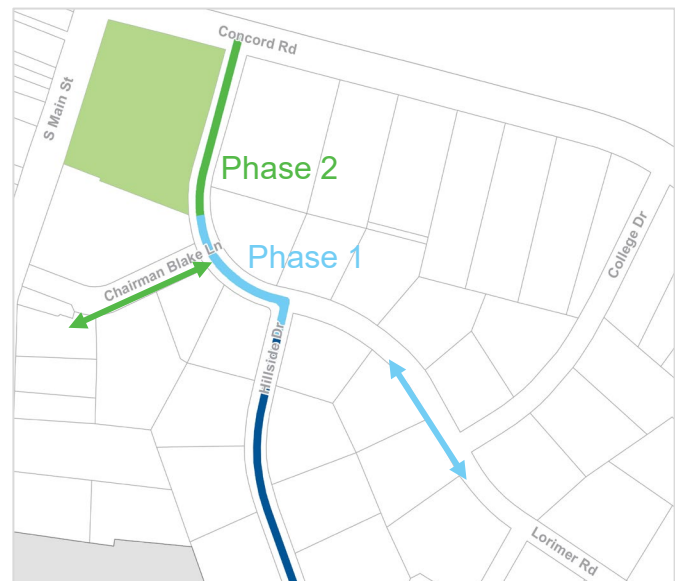 Concord Rd
S Main St
Phase 2
College Dr
Phase 1
Chairman Blake Ln
Hillside Dr
Lorimer Rd